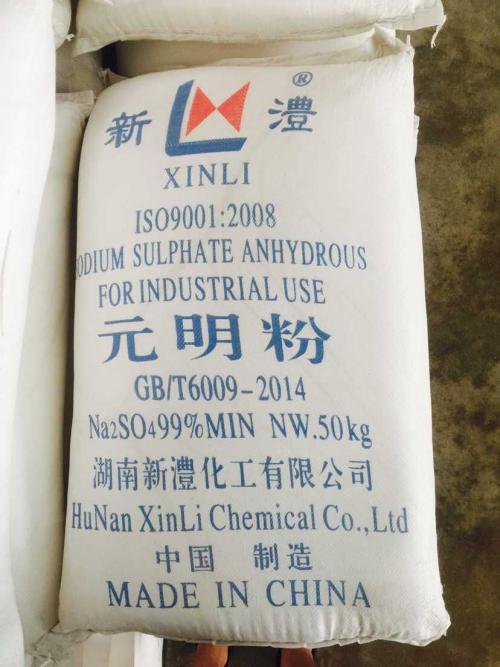 新 澧 ®
XINLI
ISO9001:2008
SODIUM SULPHATE ANHYDROUS
FOR INDUSTRIAL USE
元明粉
GB/T6009-2014
Na2SO4 99%MIN NW.50kg
湖南新澧化工有限公司
HuNan XinLi Chemical Co.,Ltd
中国 制造
MADE IN CHINA